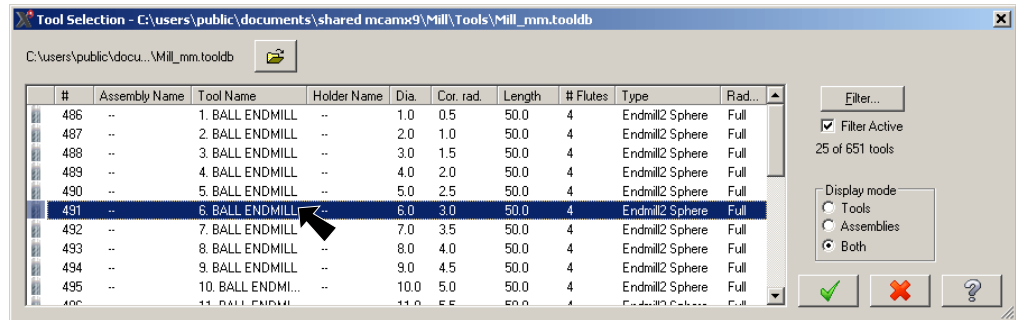 Tool Selection - C:\users\public\documents\shared mcamx9\Mill\Tools\Mill_mm.tooldb
C:\users\public\docu...\Mill_mm.tooldb
# Assembly Name Tool Name Holder Name Dia. Cor. rad. Length # Flutes Type Rad...
486 -- 1. BALL ENDMILL -- 1.0 0.5 50.0 4 Endmill2 Sphere Full
487 -- 2. BALL ENDMILL -- 2.0 1.0 50.0 4 Endmill2 Sphere Full
488 -- 3. BALL ENDMILL -- 3.0 1.5 50.0 4 Endmill2 Sphere Full
489 -- 4. BALL ENDMILL -- 4.0 2.0 50.0 4 Endmill2 Sphere Full
490 -- 5. BALL ENDMILL -- 5.0 2.5 50.0 4 Endmill2 Sphere Full
491 -- 6. BALL ENDMILL -- 6.0 3.0 50.0 4 Endmill2 Sphere Full
492 -- 7. BALL ENDMILL -- 7.0 3.5 50.0 4 Endmill2 Sphere Full
493 -- 8. BALL ENDMILL -- 8.0 4.0 50.0 4 Endmill2 Sphere Full
494 -- 9. BALL ENDMILL -- 9.0 4.5 50.0 4 Endmill2 Sphere Full
495 -- 10. BALL ENDMI... -- 10.0 5.0 50.0 4 Endmill2 Sphere Full
Filter...
Filter Active
25 of 651 tools
Display mode
Tools
Assemblies
Both